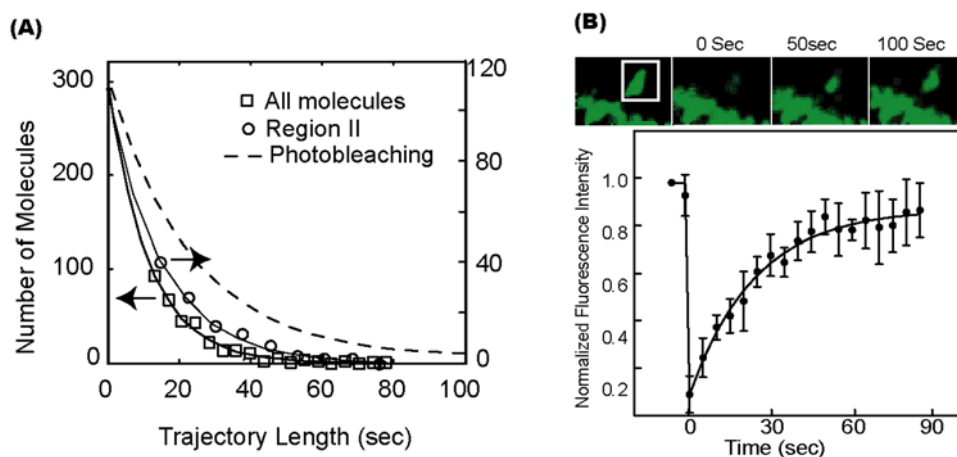 (A)
300
200
100
0
Number of Molecules
120
80
40
0
All molecules
Region II
Photobleaching
0 20 40 60 80 100
Trajectory Length (sec)
(B)
0 Sec 50sec 100 Sec
1.0
0.8
0.6
0.4
0.2
Normalized Fluorescence Intensity
0 30 60 90
Time (sec)